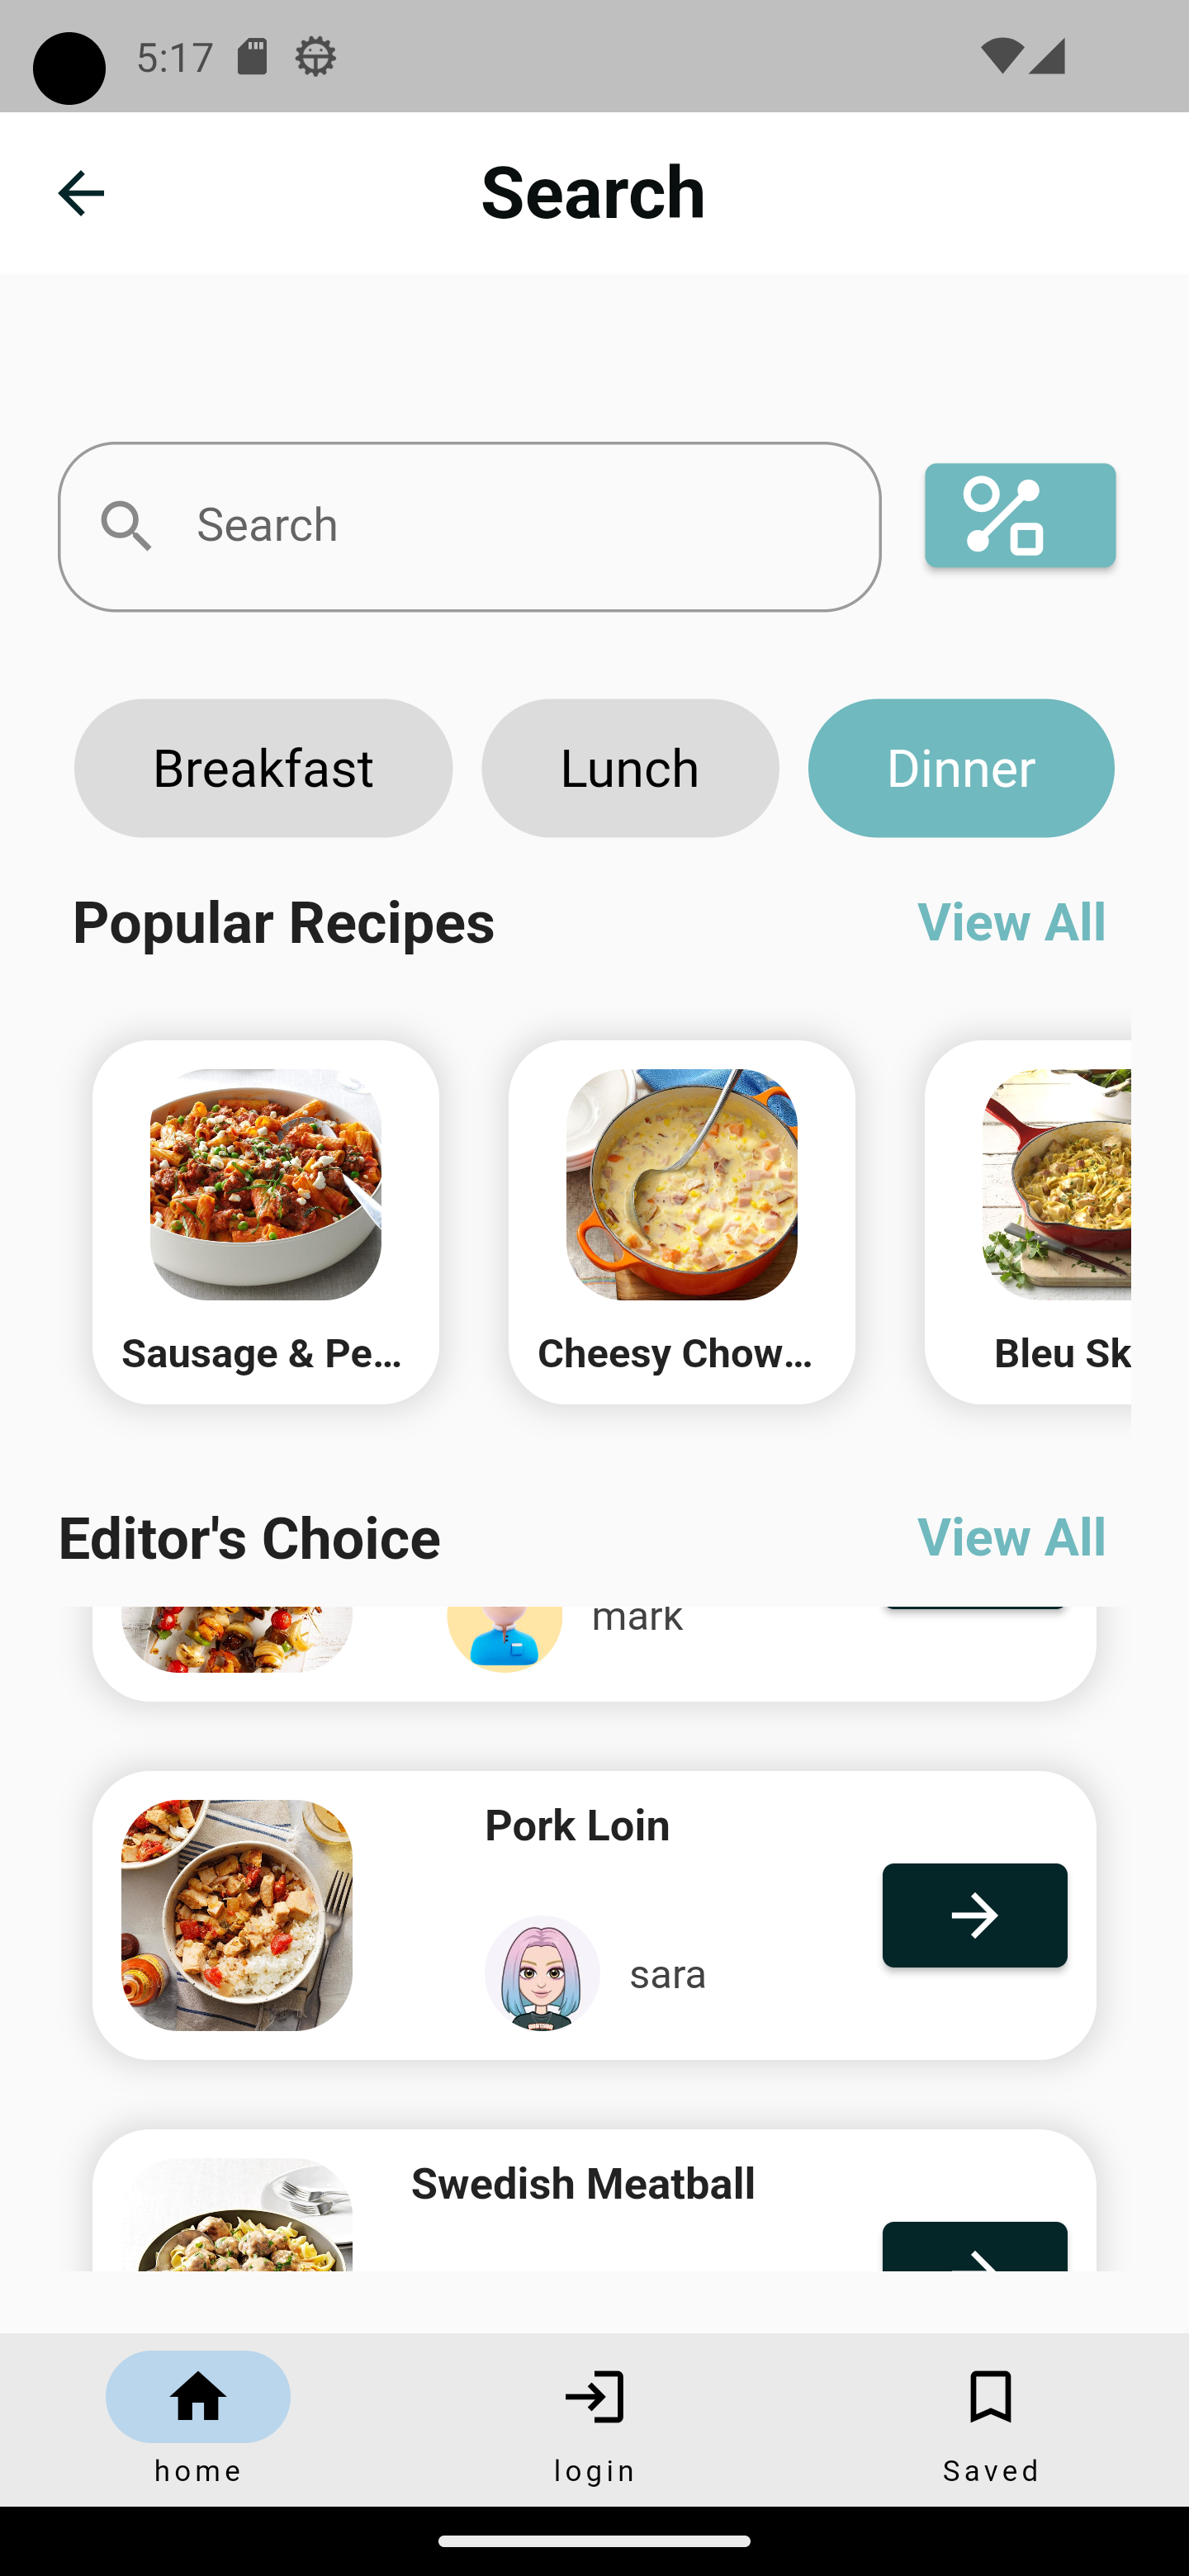 5:17
Search
Search
Breakfast
Lunch
Dinner
Popular Recipes
View All
Sausage & Pe...
Cheesy Chow...
Bleu Sk
Editor's Choice
View All
mark
Pork Loin
sara
Swedish Meatball
home
login
Saved